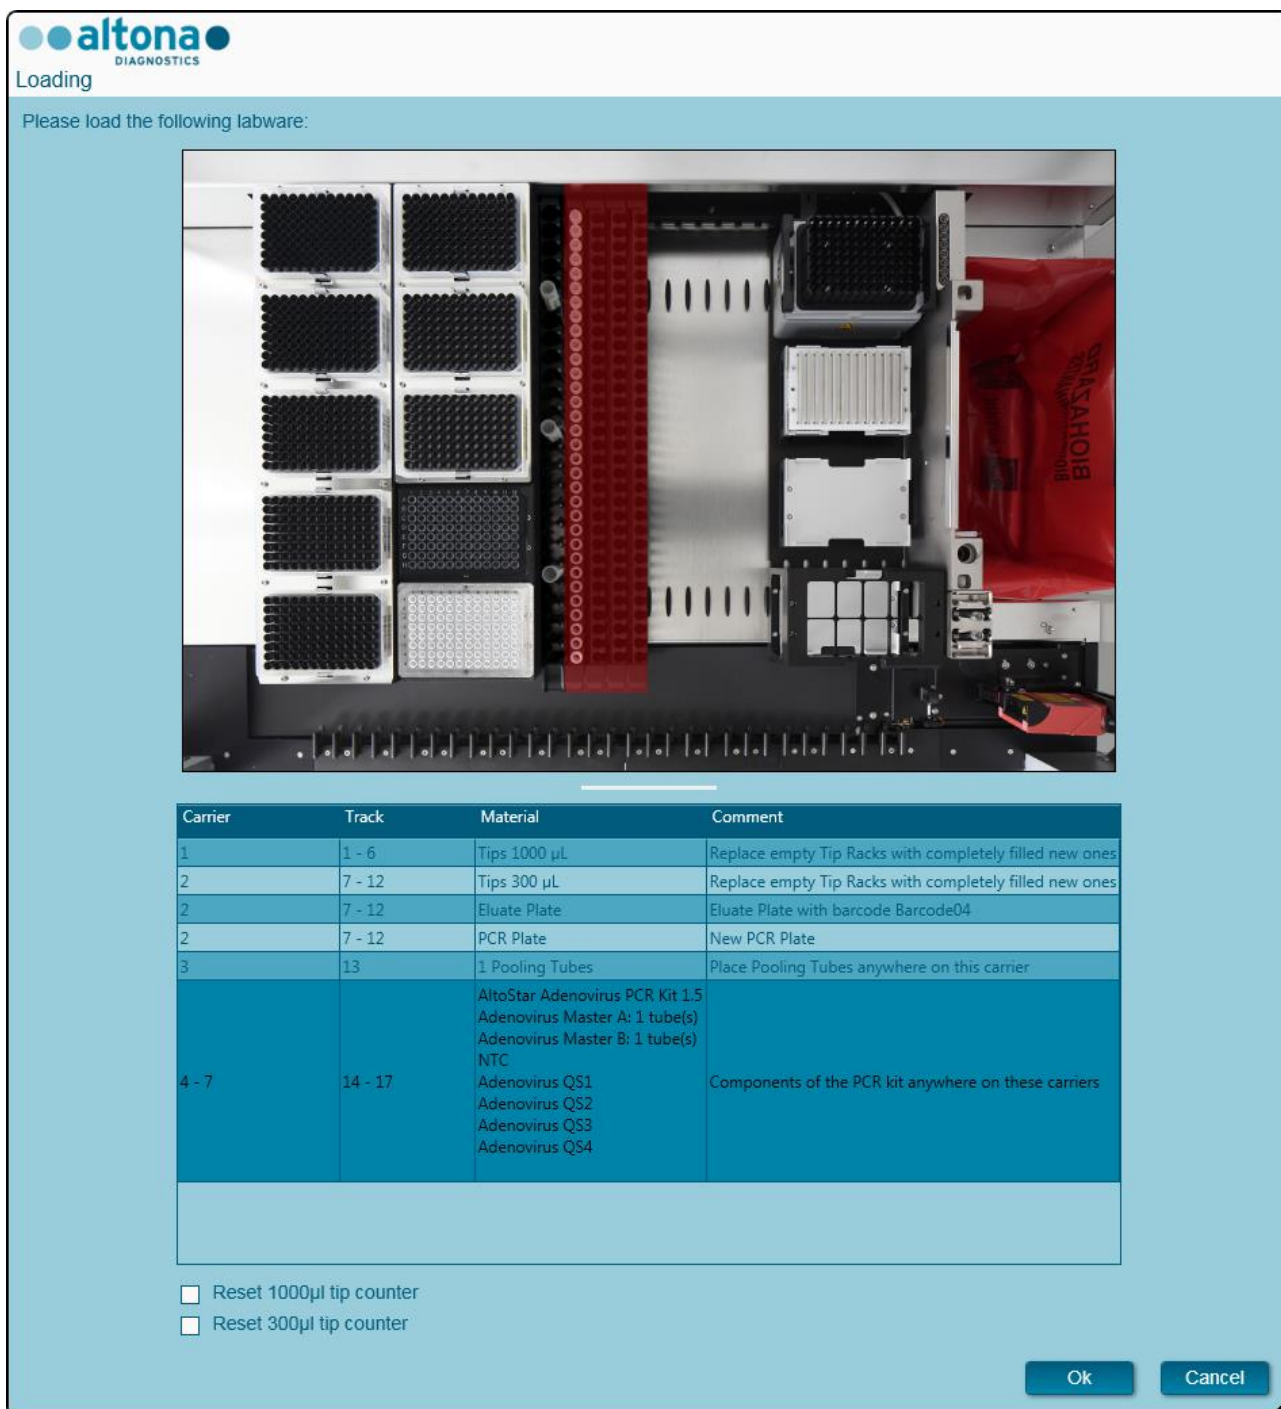 altona
DIAGNOSTICS
Loading
Please load the following labware:
BIOHAZARD
Carrier Track Material Comment
1 1 - 6 Tips 1000 µL Replace empty Tip Racks with completely filled new ones
2 7 - 12 Tips 300 µL Replace empty Tip Racks with completely filled new ones
2 7 - 12 Eluate Plate Eluate Plate with barcode Barcode04
2 7 - 12 PCR Plate New PCR Plate
3 13 1 Pooling Tubes Place Pooling Tubes anywhere on this carrier
AltoStar Adenovirus PCR Kit 1.5
Adenovirus Master A: 1 tube(s)
Adenovirus Master B: 1 tube(s)
NTC
4 - 7 14 - 17 Adenovirus QS1 Components of the PCR kit anywhere on these carriers
Adenovirus QS2
Adenovirus QS3
Adenovirus QS4
Reset 1000µl tip counter
Reset 300µl tip counter
Ok Cancel